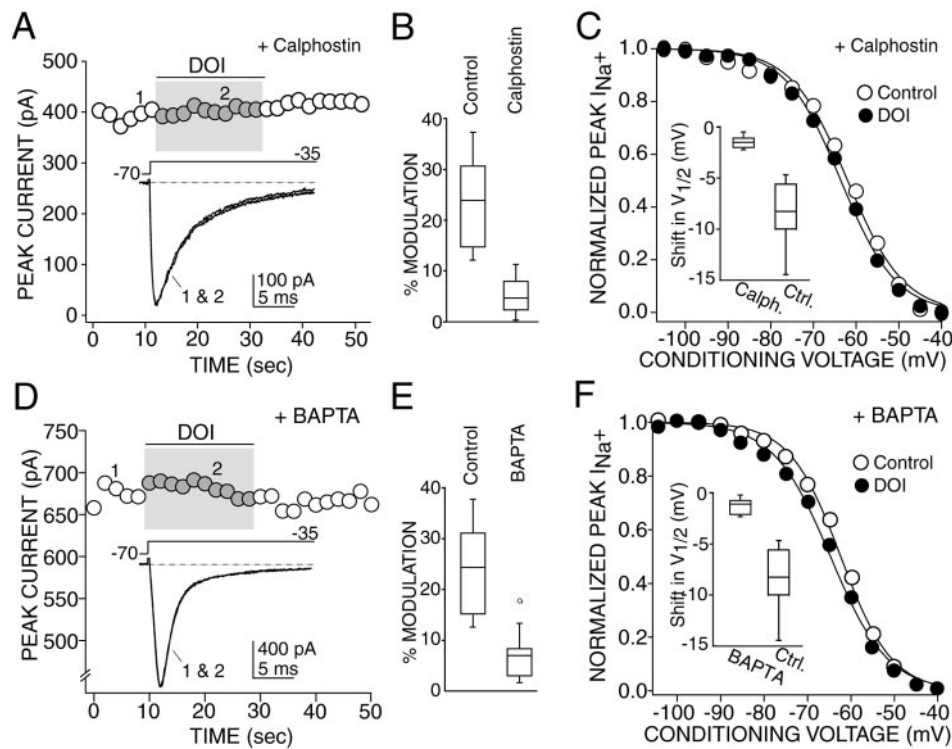 A
+ Calphostin
PEAK CURRENT (pA)
500
400
300
200
100
0
DOI
1
2
-70
-35
1 & 2
100 pA
5 ms
0
10
20
30
40
50
TIME (sec)
B
Control
Calphostin
% MODULATION
40
20
0
C
+ Calphostin
NORMALIZED PEAK INa+
1.0
0.8
0.6
0.4
0.2
0.0
Control
DOI
Shift in V1/2 (mV)
0
-5
-10
-15
Calph.
Ctrl.
-100
-90
-80
-70
-60
-50
-40
CONDITIONING VOLTAGE (mV)
D
+ BAPTA
PEAK CURRENT (pA)
750
700
650
600
550
500
DOI
1
2
-70
-35
1 & 2
400 pA
5 ms
0
10
20
30
40
50
TIME (sec)
E
Control
BAPTA
% MODULATION
40
20
0
F
+ BAPTA
NORMALIZED PEAK INa+
1.0
0.8
0.6
0.4
0.2
0.0
Control
DOI
Shift in V1/2 (mV)
0
-5
-10
-15
BAPTA
Ctrl.
-100
-90
-80
-70
-60
-50
-40
CONDITIONING VOLTAGE (mV)